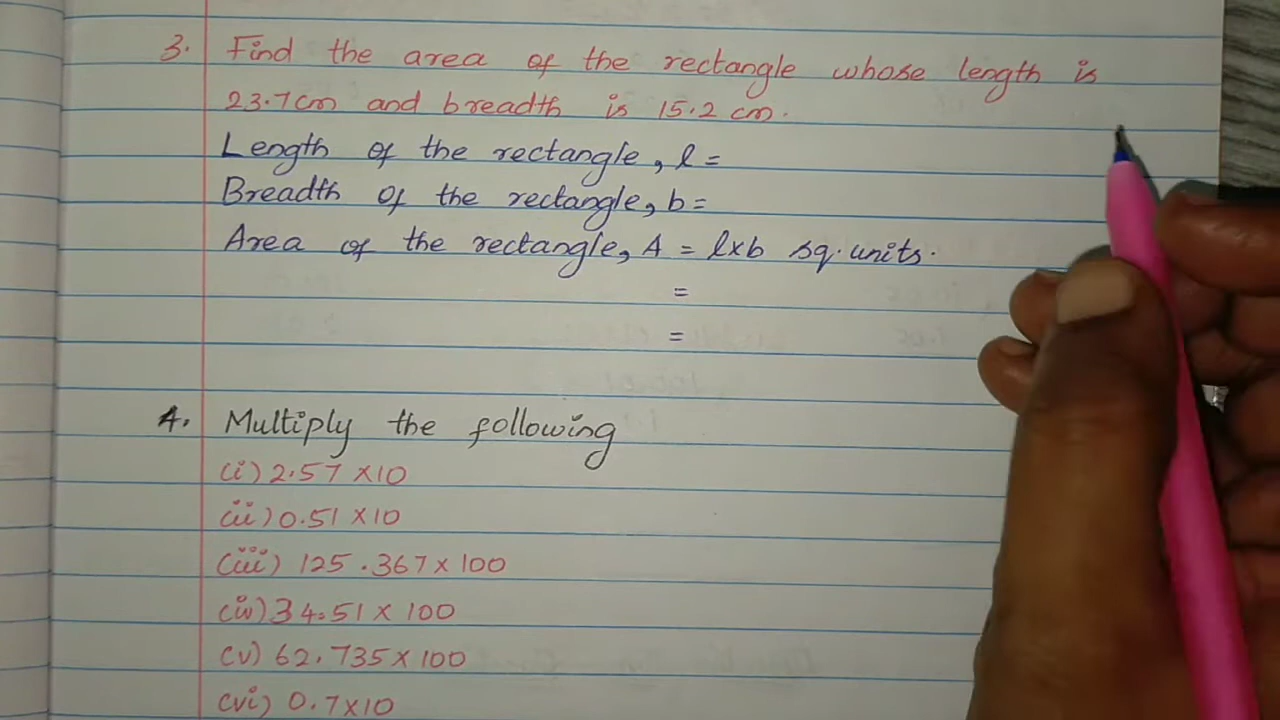 3. Find the area of the rectangle whose length is
23.7cm and breadth is 15.2 cm.
Length of the rectangle, l =
Breadth of the rectangle, b =
Area of the rectangle, A = l×b sq. units.
=
=
4. Multiply the following
(i) 2.57 ×10
(ii) 0.51 ×10
(iii) 125.367 × 100
(iv) 34.51 × 100
(v) 62.735 × 100
(vi) 0.7×10